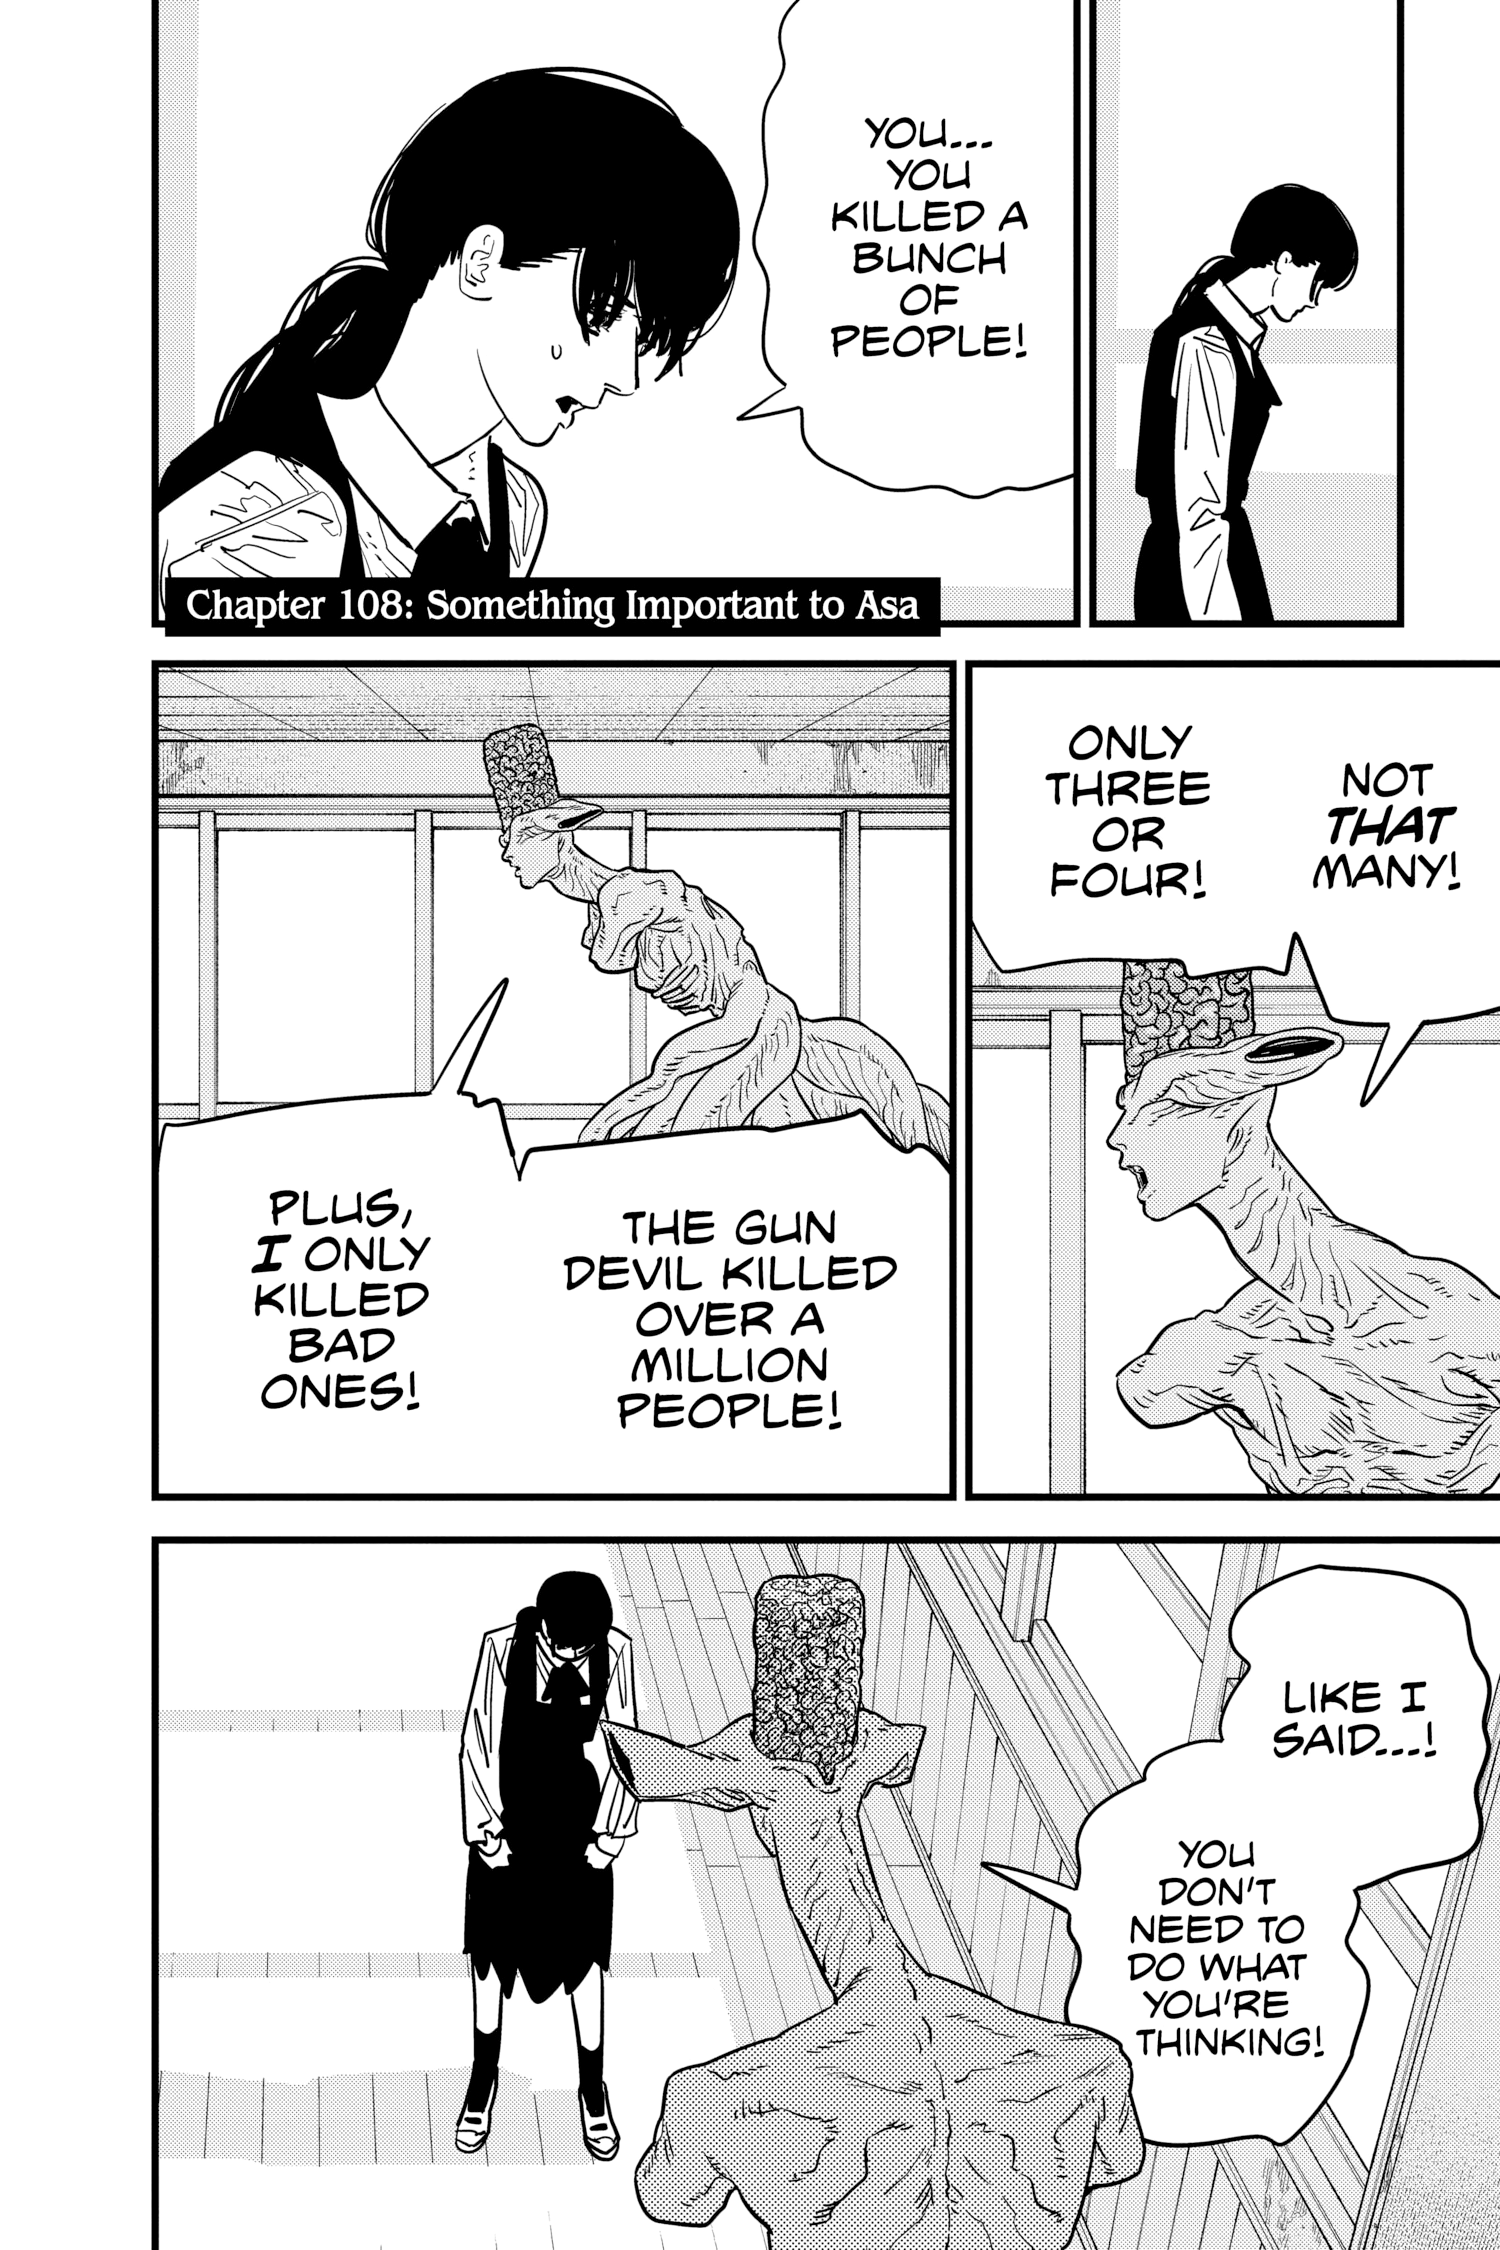 YOU...
YOU
KILLED A
BUNCH
OF
PEOPLE!
Chapter 108: Something Important to Asa
NOT
THAT
MANY!
ONLY
THREE
OR
FOUR!
THE GUN
DEVIL KILLED
OVER A
MILLION
PEOPLE!
PLUS,
I ONLY
KILLED
BAD
ONES!
LIKE I
SAID...!
YOU
DON'T
NEED TO
DO WHAT
YOU'RE
THINKING!